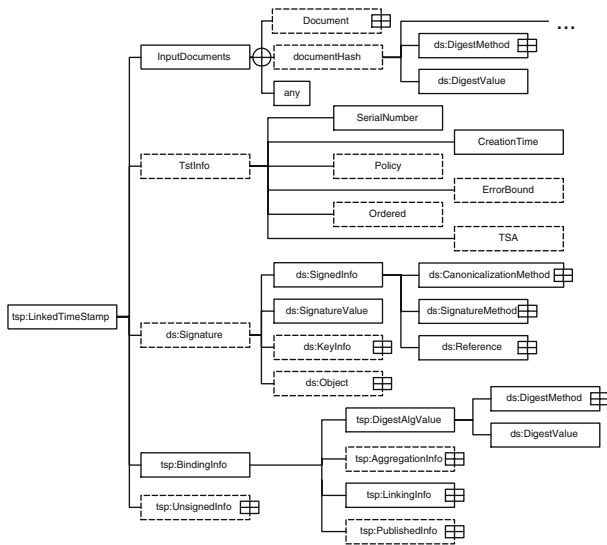 Document
...
InputDocuments
documentHash
ds:DigestMethod
any
ds:DigestValue
SerialNumber
CreationTime
TstInfo
Policy
ErrorBound
Ordered
TSA
ds:SignedInfo
ds:CanonicalizationMethod
tsp:LinkedTimeStamp
ds:SignatureValue
ds:SignatureMethod
ds:Signature
ds:KeyInfo
ds:Reference
ds:Object
ds:DigestMethod
tsp:DigestAlgValue
ds:DigestValue
tsp:BindingInfo
tsp:AggregationInfo
tsp:LinkingInfo
tsp:UnsignedInfo
tsp:PublishedInfo